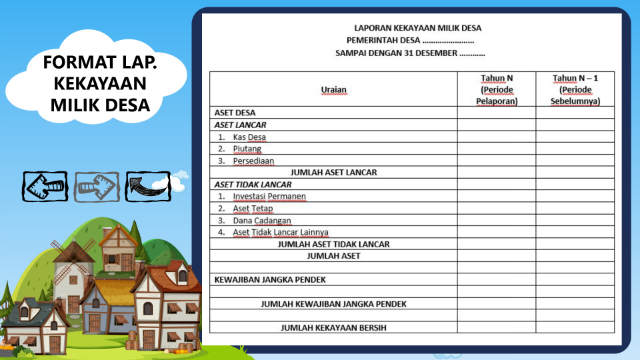 FORMAT LAP.
KEKAYAAN
MILIK DESA
LAPORAN KEKAYAAN MILIK DESA
PEMERINTAH DESA ........................
SAMPAI DENGAN 31 DESEMBER ............
Uraian
Tahun N
(Periode
Pelaporan)
Tahun N – 1
(Periode
Sebelumnya)
ASET DESA
ASET LANCAR
1. Kas Desa
2. Piutang
3. Persediaan
JUMLAH ASET LANCAR
ASET TIDAK LANCAR
1. Investasi Permanen
2. Aset Tetap
3. Dana Cadangan
4. Aset Tidak Lancar Lainnya
JUMLAH ASET TIDAK LANCAR
JUMLAH ASET
KEWAJIBAN JANGKA PENDEK
JUMLAH KEWAJIBAN JANGKA PENDEK
JUMLAH KEKAYAAN BERSIH